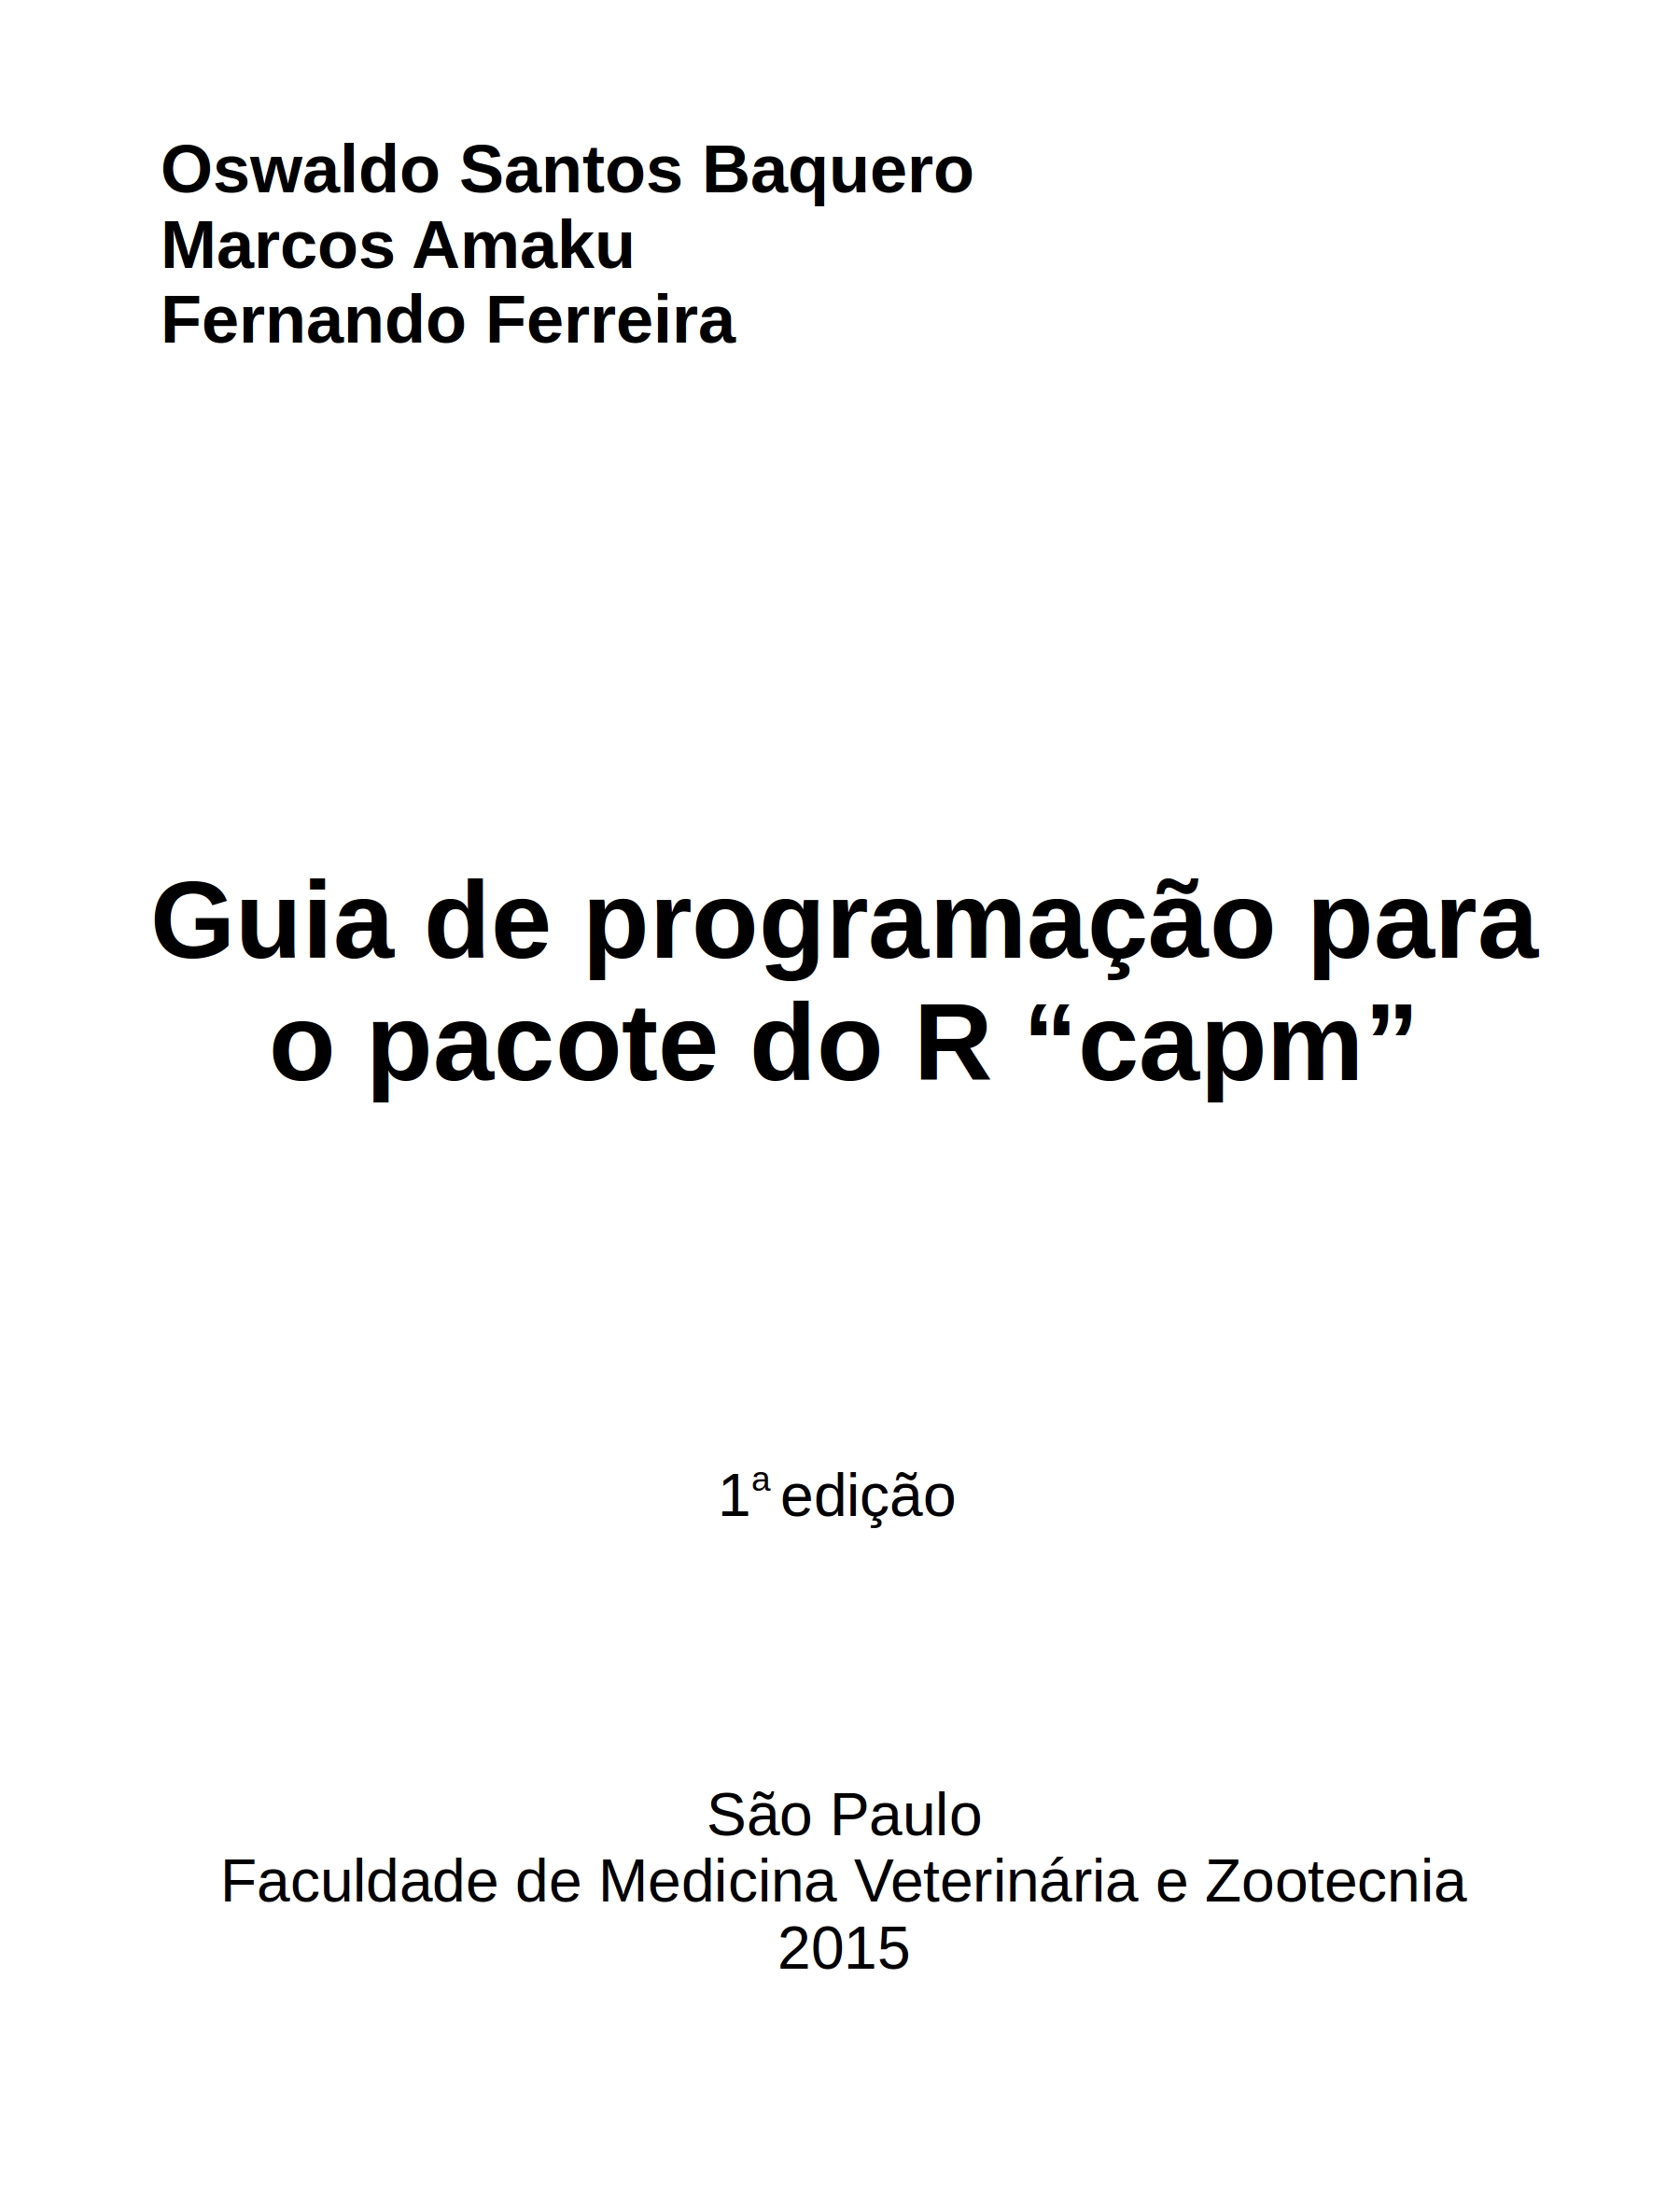 Oswaldo Santos Baquero
Marcos Amaku
Fernando Ferreira
Guia de programação para
o pacote do R “capm”
1ª edição
São Paulo
Faculdade de Medicina Veterinária e Zootecnia
2015